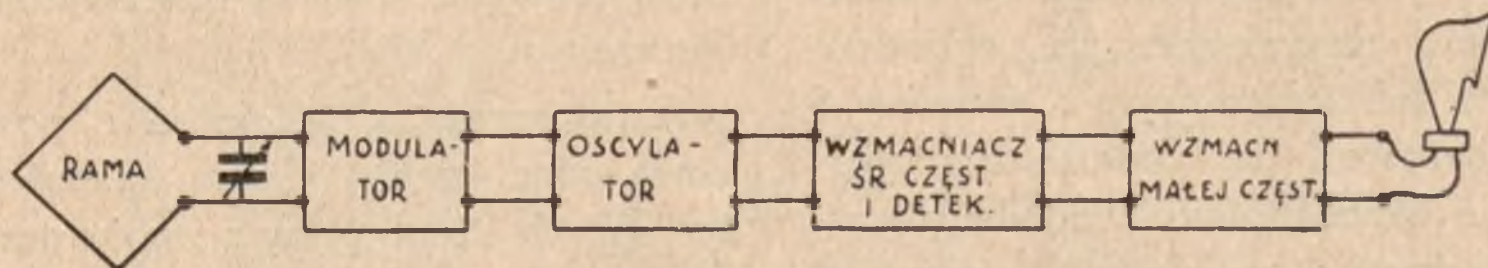 RAMA
MODULA-
TOR
OSCYLA-
TOR
WZMACNIACZ
ŚR CZĘST
I DETEK.
WZMACN
MAŁEJ CZĘST.